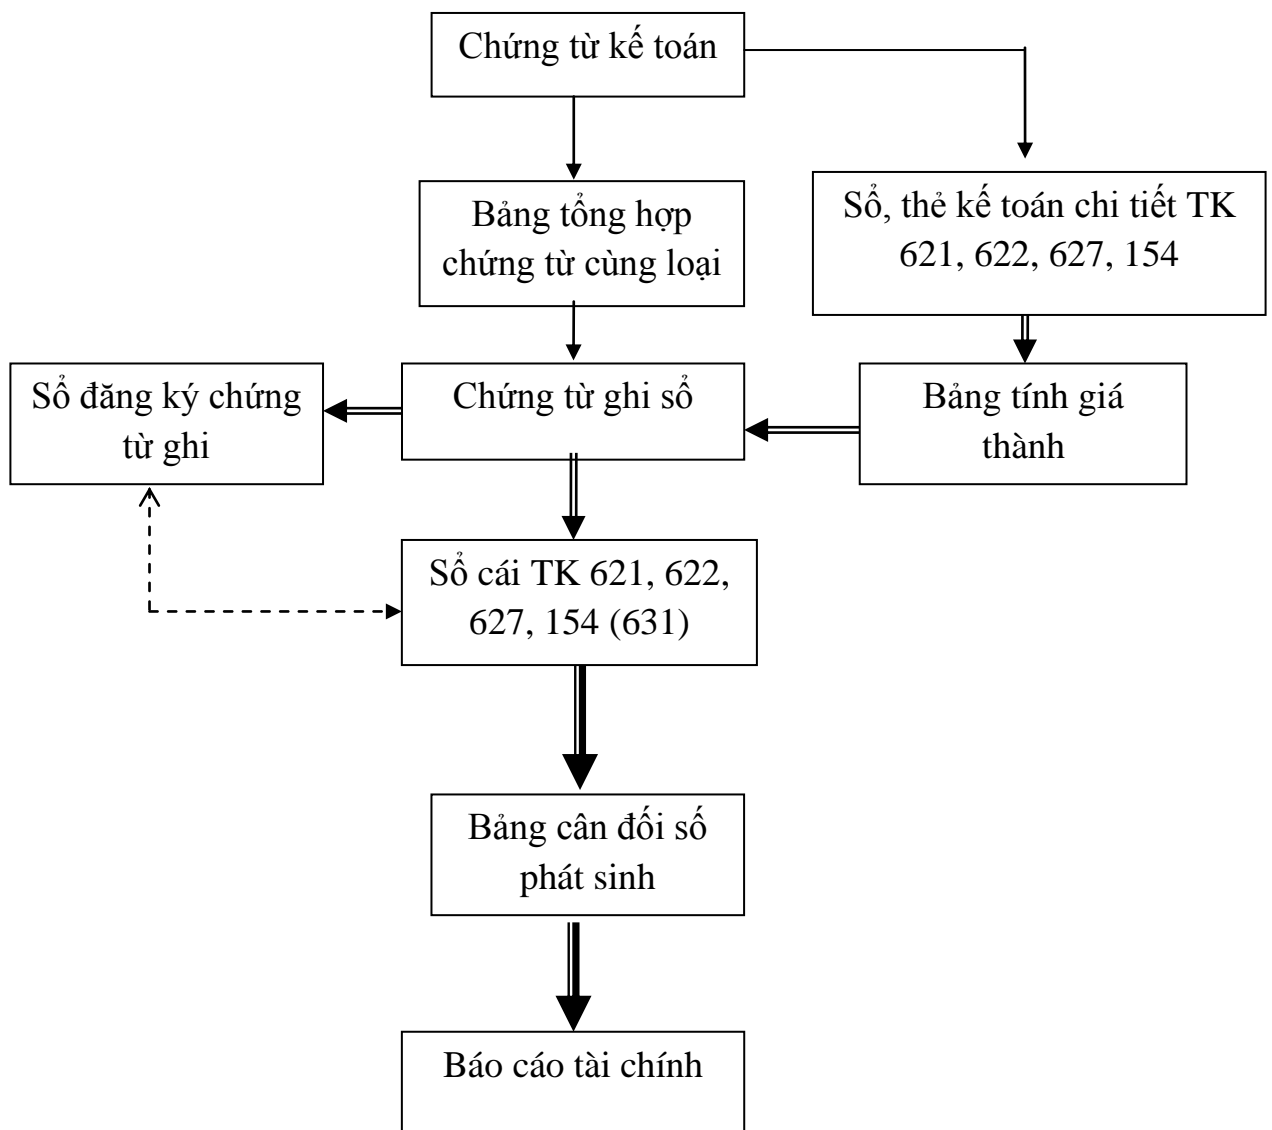 Chứng từ kế toán
Bảng tổng hợp
chứng từ cùng loại
Sổ, thẻ kế toán chi tiết TK
621, 622, 627, 154
Sổ đăng ký chứng
từ ghi
Chứng từ ghi sổ
Bảng tính giá
thành
Sổ cái TK 621, 622,
627, 154 (631)
Bảng cân đối số
phát sinh
Báo cáo tài chính